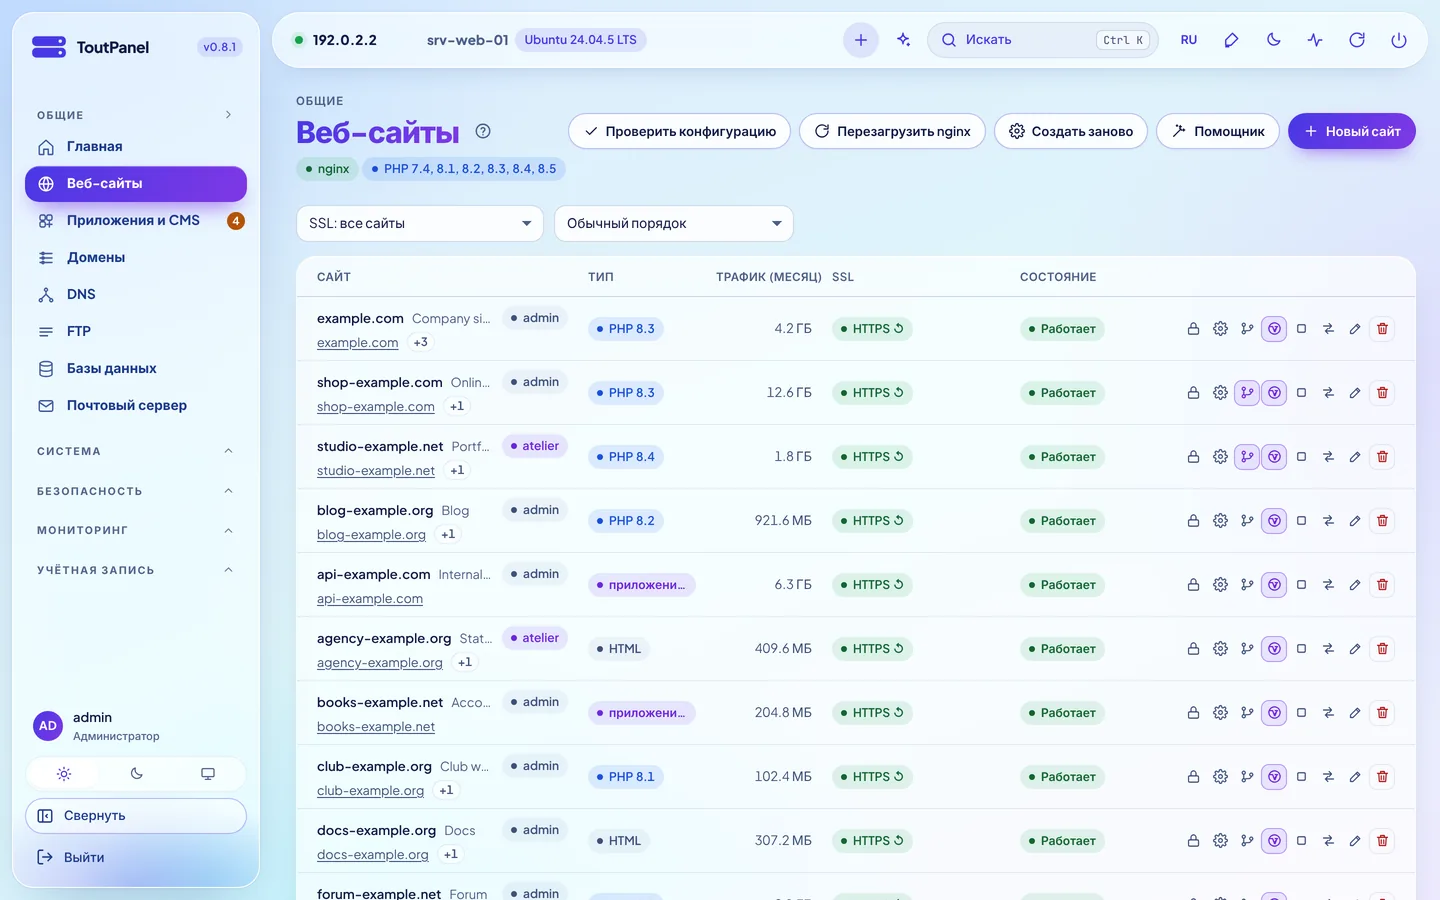 ToutPanel v0.8.1
ОБЩИЕ
Главная
Веб-сайты
Приложения и CMS 4
Домены
DNS
FTP
Базы данных
Почтовый сервер
СИСТЕМА
БЕЗОПАСНОСТЬ
МОНИТОРИНГ
УЧЁТНАЯ ЗАПИСЬ
AD admin
Администратор
Свернуть
Выйти
192.0.2.2 srv-web-01 Ubuntu 24.04.5 LTS Искать Ctrl K RU
ОБЩИЕ
Веб-сайты
Проверить конфигурацию Перезагрузить nginx Создать заново Помощник Новый сайт
nginx PHP 7.4, 8.1, 8.2, 8.3, 8.4, 8.5
SSL: все сайты Обычный порядок
САЙТ ТИП ТРАФИК (МЕСЯЦ) SSL СОСТОЯНИЕ
example.com Company si... admin
example.com +3 PHP 8.3 4.2 ГБ HTTPS Работает
shop-example.com Onlin... admin
shop-example.com +1 PHP 8.3 12.6 ГБ HTTPS Работает
studio-example.net Portf... atelier
studio-example.net +1 PHP 8.4 1.8 ГБ HTTPS Работает
blog-example.org Blog admin
blog-example.org +1 PHP 8.2 921.6 МБ HTTPS Работает
api-example.com Internal... admin
api-example.com приложени... 6.3 ГБ HTTPS Работает
agency-example.org Stat... atelier
agency-example.org +1 HTML 409.6 МБ HTTPS Работает
books-example.net Acco... admin
books-example.net приложени... 204.8 МБ HTTPS Работает
club-example.org Club w... admin
club-example.org +1 PHP 8.1 102.4 МБ HTTPS Работает
docs-example.org Docs admin
docs-example.org +1 HTML 307.2 МБ HTTPS Работает
forum-example.net Forum admin